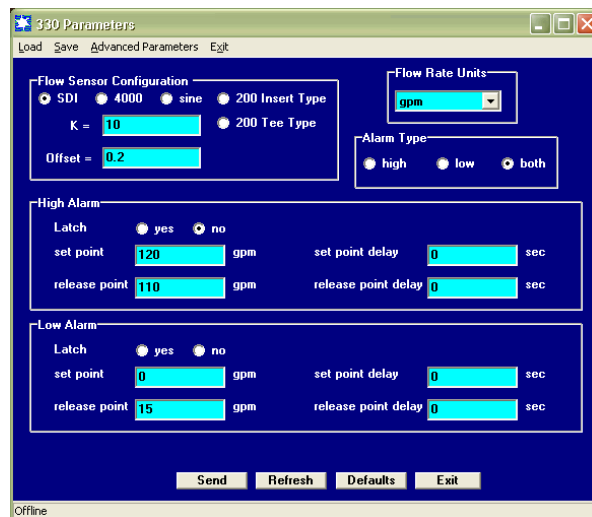 330 Parameters
Load Save Advanced Parameters Exit
Flow Sensor Configuration
SDI 4000 sine 200 Insert Type
K = 10 200 Tee Type
Offset = 0.2
Flow Rate Units
gpm
Alarm Type
high low both
High Alarm
Latch yes no
set point 120 gpm set point delay 0 sec
release point 110 gpm release point delay 0 sec
Low Alarm
Latch yes no
set point 0 gpm set point delay 0 sec
release point 15 gpm release point delay 0 sec
Send Refresh Defaults Exit
Offline